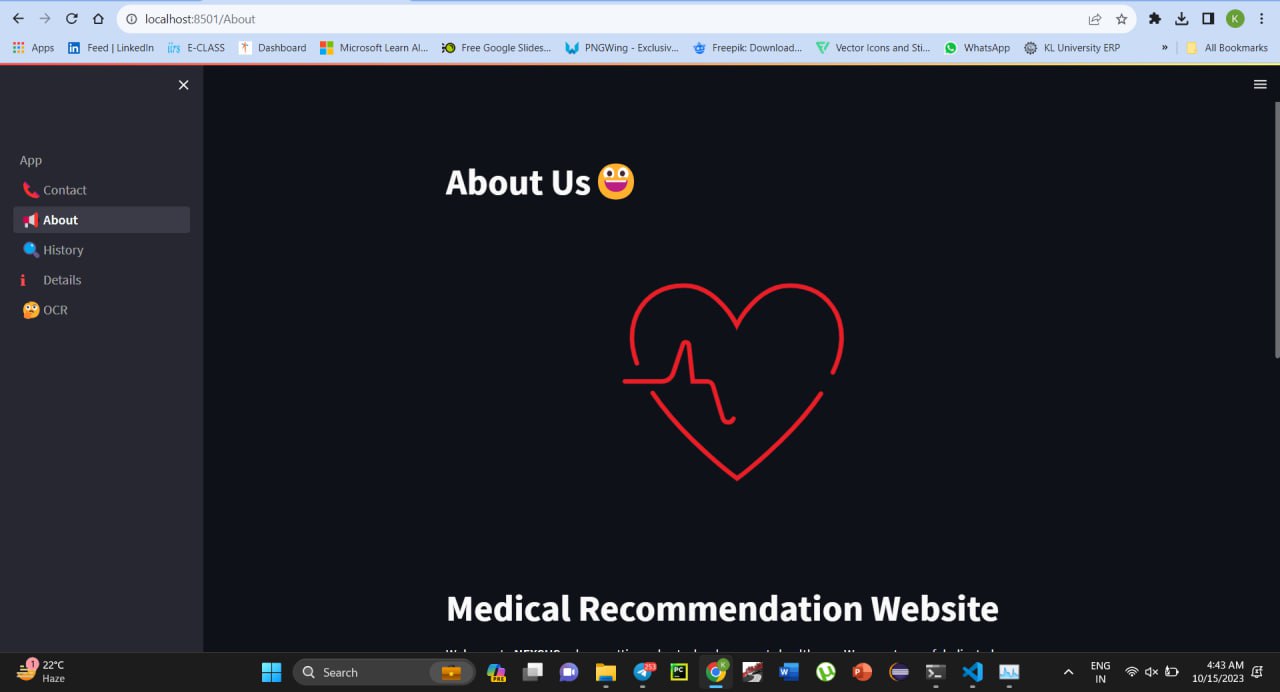 localhost:8501/About
K
Apps
Feed | LinkedIn
E-CLASS
Dashboard
Microsoft Learn AI...
Free Google Slides...
PNGWing - Exclusiv...
Freepik: Download...
Vector Icons and Sti...
WhatsApp
KL University ERP
»
All Bookmarks
App
Contact
About
History
Details
OCR
About Us
Medical Recommendation Website
22°C
Haze
Search
ENG
IN
4:43 AM
10/15/2023